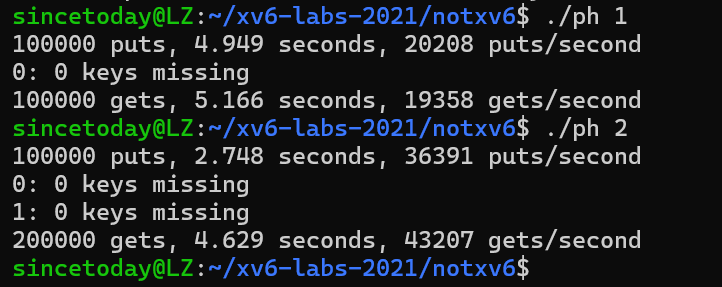 sincetoday@LZ:~/xv6-labs-2021/notxv6$ ./ph 1
100000 puts, 4.949 seconds, 20208 puts/second
0: 0 keys missing
100000 gets, 5.166 seconds, 19358 gets/second
sincetoday@LZ:~/xv6-labs-2021/notxv6$ ./ph 2
100000 puts, 2.748 seconds, 36391 puts/second
0: 0 keys missing
1: 0 keys missing
200000 gets, 4.629 seconds, 43207 gets/second
sincetoday@LZ:~/xv6-labs-2021/notxv6$